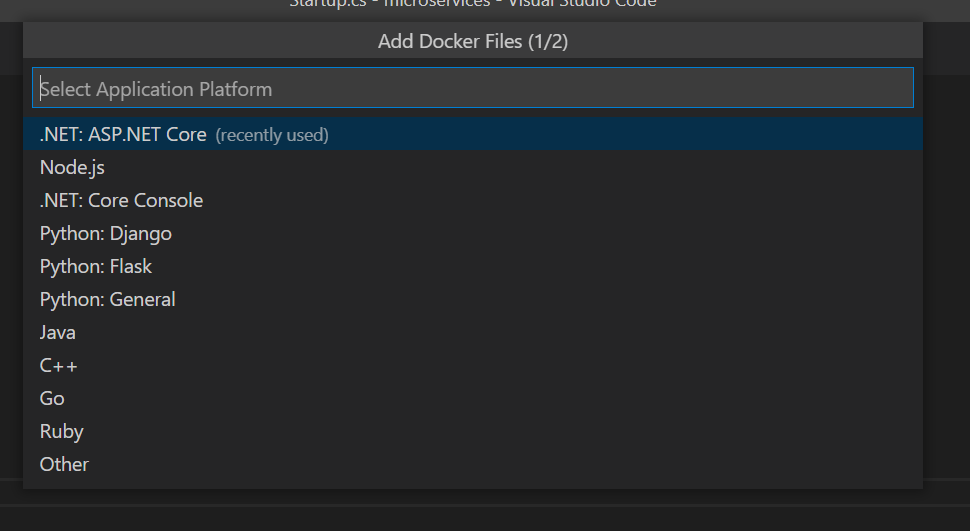 Startup.cs - microservices - Visual Studio Code
Add Docker Files (1/2)
Select Application Platform
.NET: ASP.NET Core (recently used)
Node.js
.NET: Core Console
Python: Django
Python: Flask
Python: General
Java
C++
Go
Ruby
Other